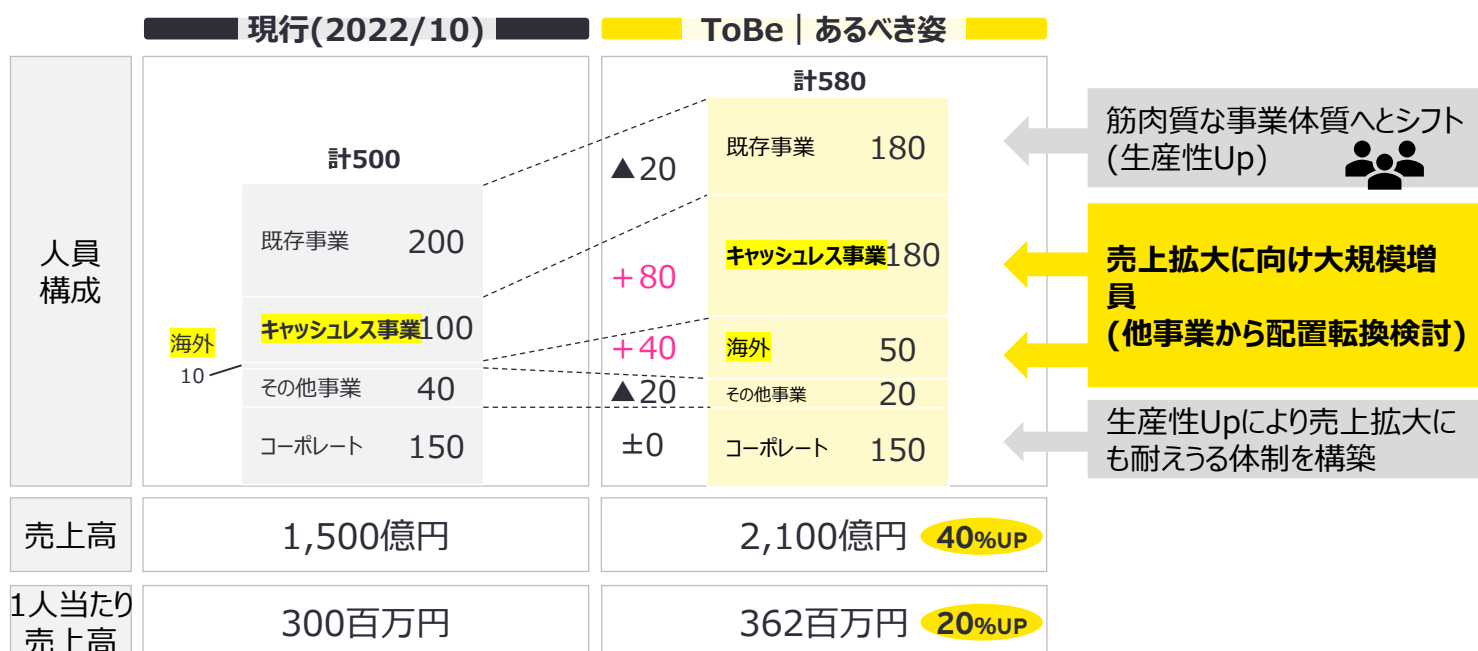 現行(2022/10)
ToBe｜あるべき姿
人員
構成
計500
既存事業 200
キャッシュレス事業100
海外
10
その他事業 40
コーポレート 150
▲20
+80
+40
▲20
±0
計580
既存事業 180
キャッシュレス事業180
海外 50
その他事業 20
コーポレート 150
筋肉質な事業体質へとシフト
(生産性Up)
売上拡大に向け大規模増
員
(他事業から配置転換検討)
生産性Upにより売上拡大に
も耐えうる体制を構築
売上高
1,500億円
2,100億円 40%UP
1人当たり
売上高
300百万円
362百万円 20%UP